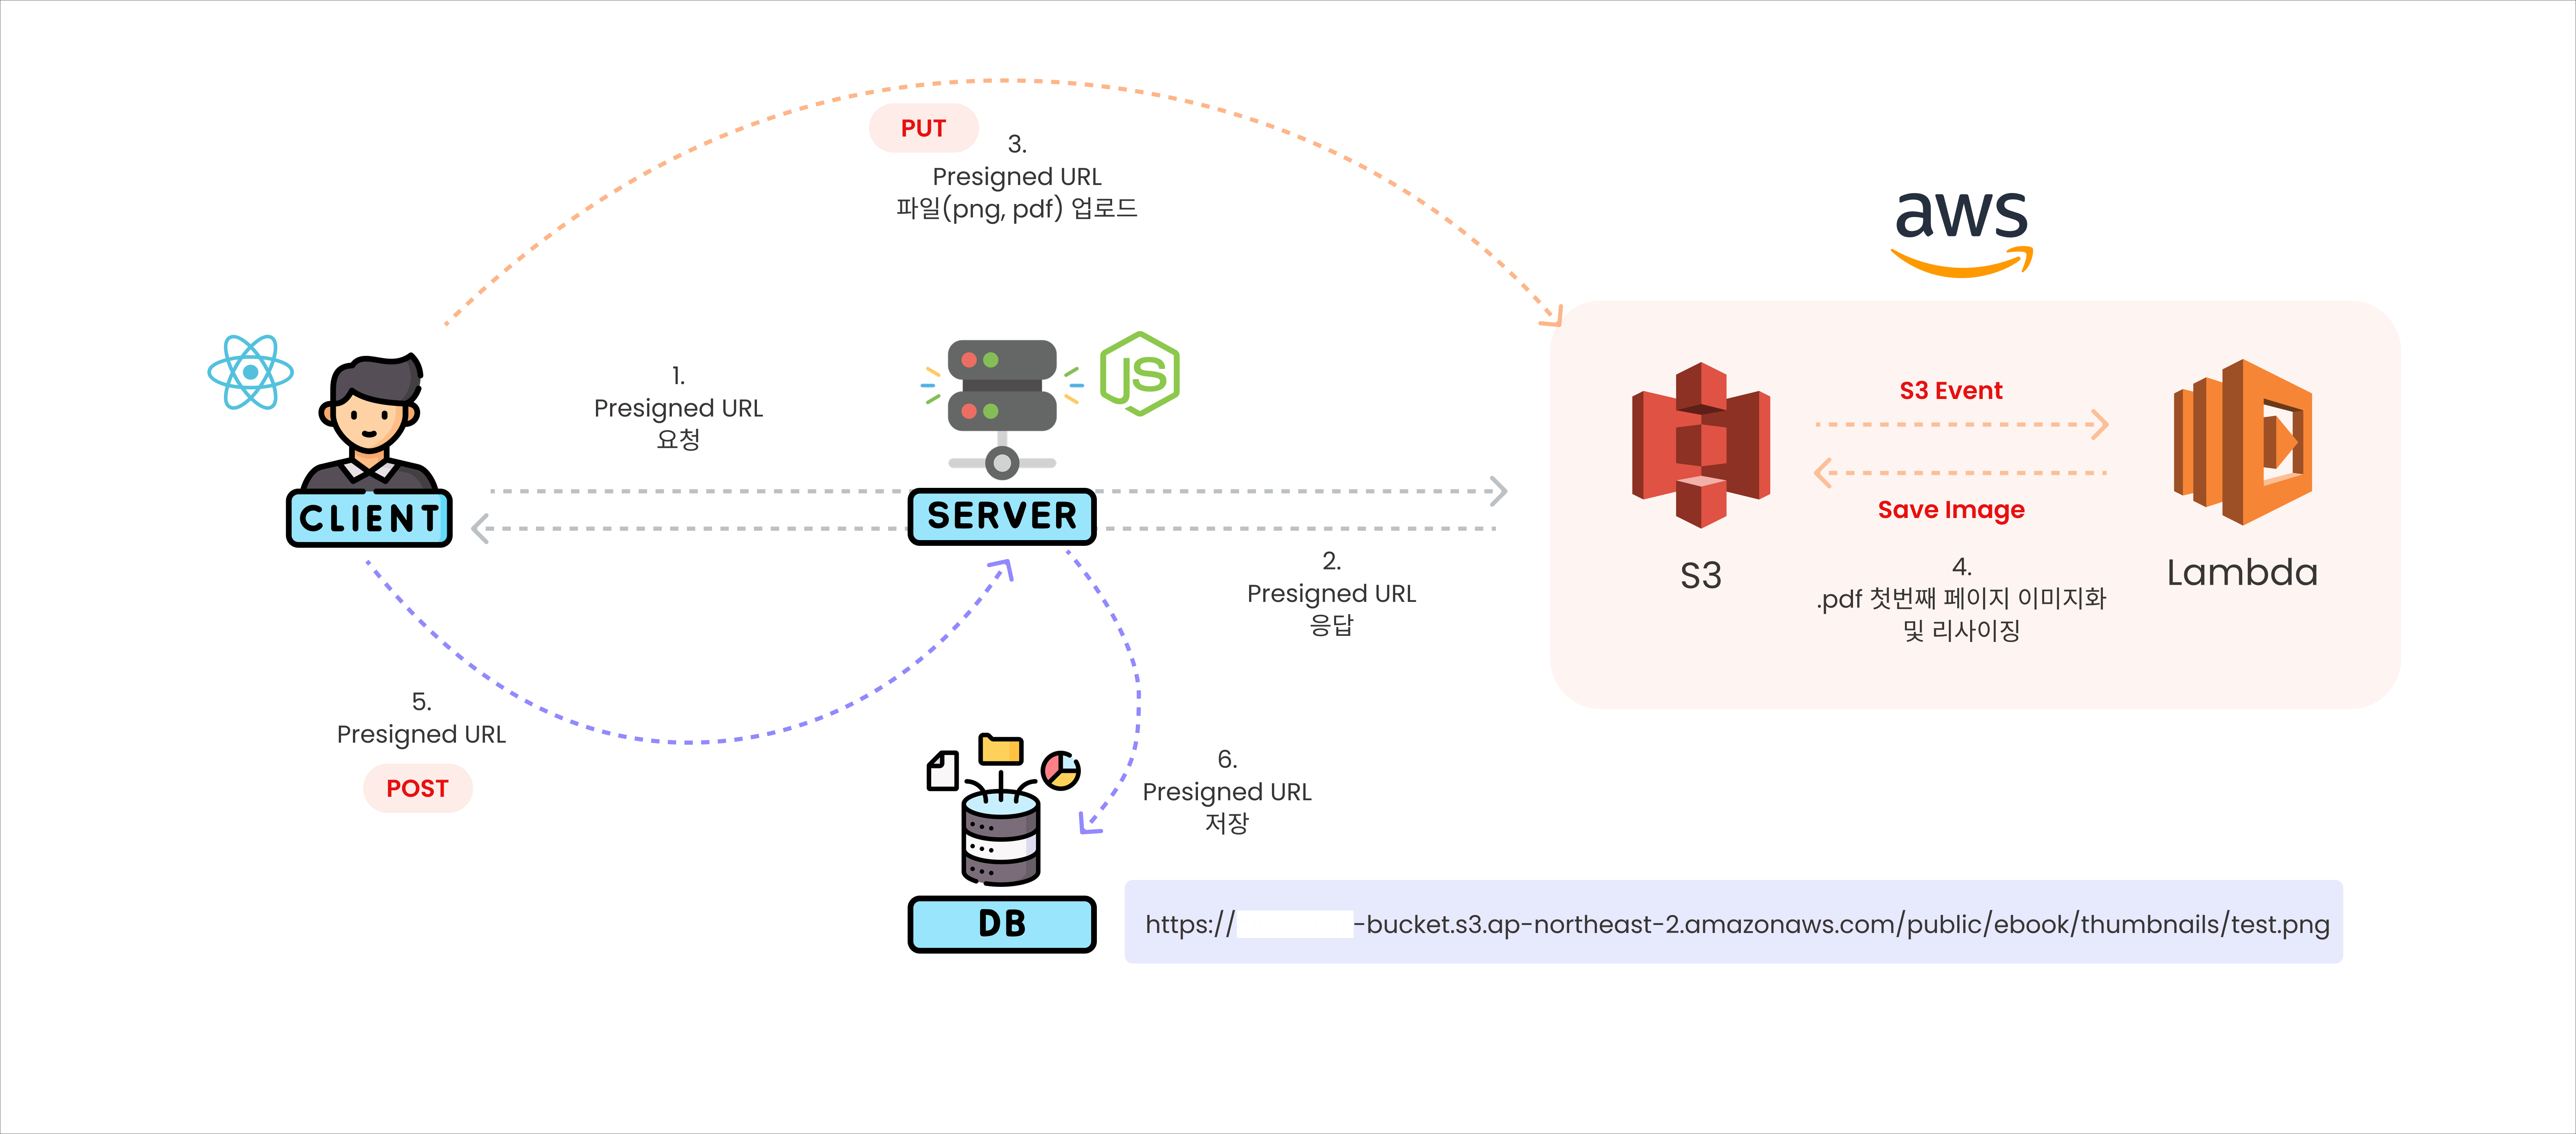 PUT
3.
Presigned URL
파일(png, pdf) 업로드
aws
1.
Presigned URL
요청
JS
S3 Event
CLIENT
SERVER
Save Image
2.
Presigned URL
응답
S3
4.
.pdf 첫번째 페이지 이미지화
및 리사이징
Lambda
5.
Presigned URL
POST
6.
Presigned URL
저장
DB
https:// -bucket.s3.ap-northeast-2.amazonaws.com/public/ebook/thumbnails/test.png